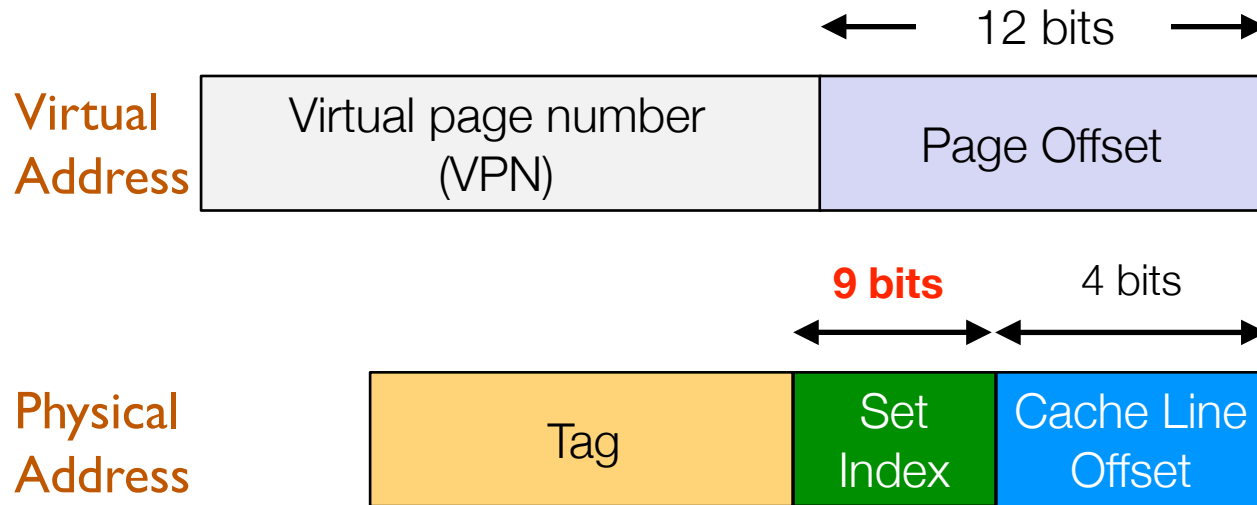 12 bits
Virtual
Address
Virtual page number
(VPN)
Page Offset
9 bits
4 bits
Physical
Address
Tag
Set
Index
Cache Line
Offset